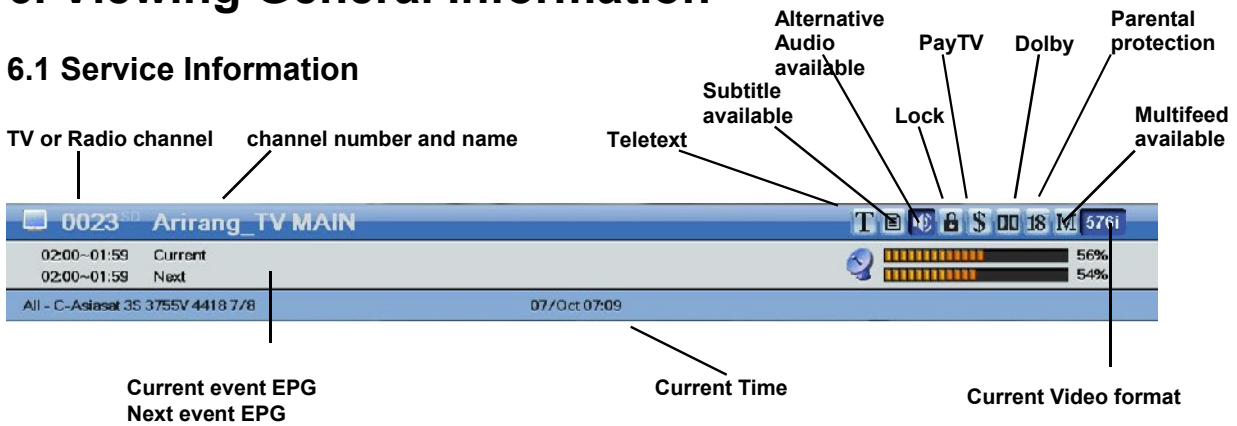 6. Viewing General Information
6.1 Service Information
Alternative
Audio
available
PayTV
Dolby
Parental
protection
Subtitle
available
Lock
Multifeed
available
TV or Radio channel
channel number and name
Teletext
0023SD Arirang_TV MAIN
T $ 18 M 576i
02:00~01:59 Current
56%
02:00~01:59 Next
54%
All - C-Asiasat 3S 3755V 4418 7/8
07/Oct 07:09
Current event EPG
Next event EPG
Current Time
Current Video format